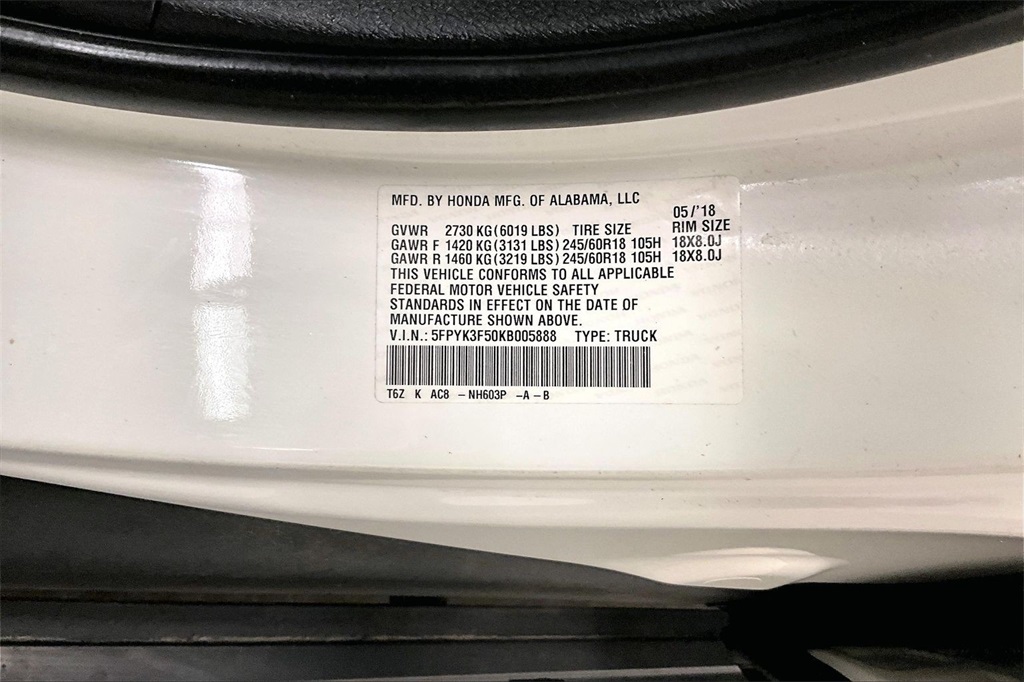 MFD. BY HONDA MFG. OF ALABAMA, LLC 05/'18
GVWR 2730 KG(6019 LBS) TIRE SIZE RIM SIZE
GAWR F 1420 KG(3131 LBS) 245/60R18 105H 18X8.0J
GAWR R 1460 KG(3219 LBS) 245/60R18 105H 18X8.0J
THIS VEHICLE CONFORMS TO ALL APPLICABLE
FEDERAL MOTOR VEHICLE SAFETY
STANDARDS IN EFFECT ON THE DATE OF
MANUFACTURE SHOWN ABOVE.
V.I.N.: 5FPYK3F50KB005888 TYPE: TRUCK
T6Z K AC8 -NH603P -A -B